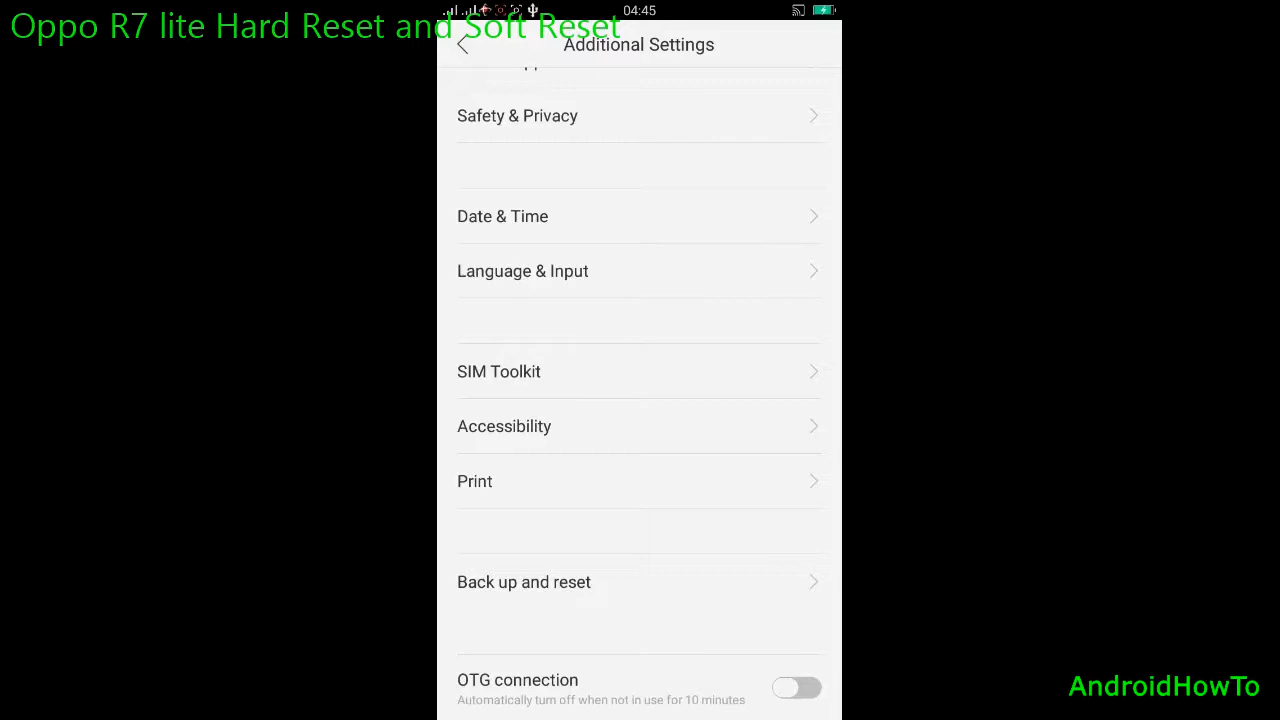 Oppo R7 lite Hard Reset and Soft Reset
04:45
Additional Settings
Safety & Privacy
Date & Time
Language & Input
SIM Toolkit
Accessibility
Print
Back up and reset
OTG connection
Automatically turn off when not in use for 10 minutes
AndroidHowTo